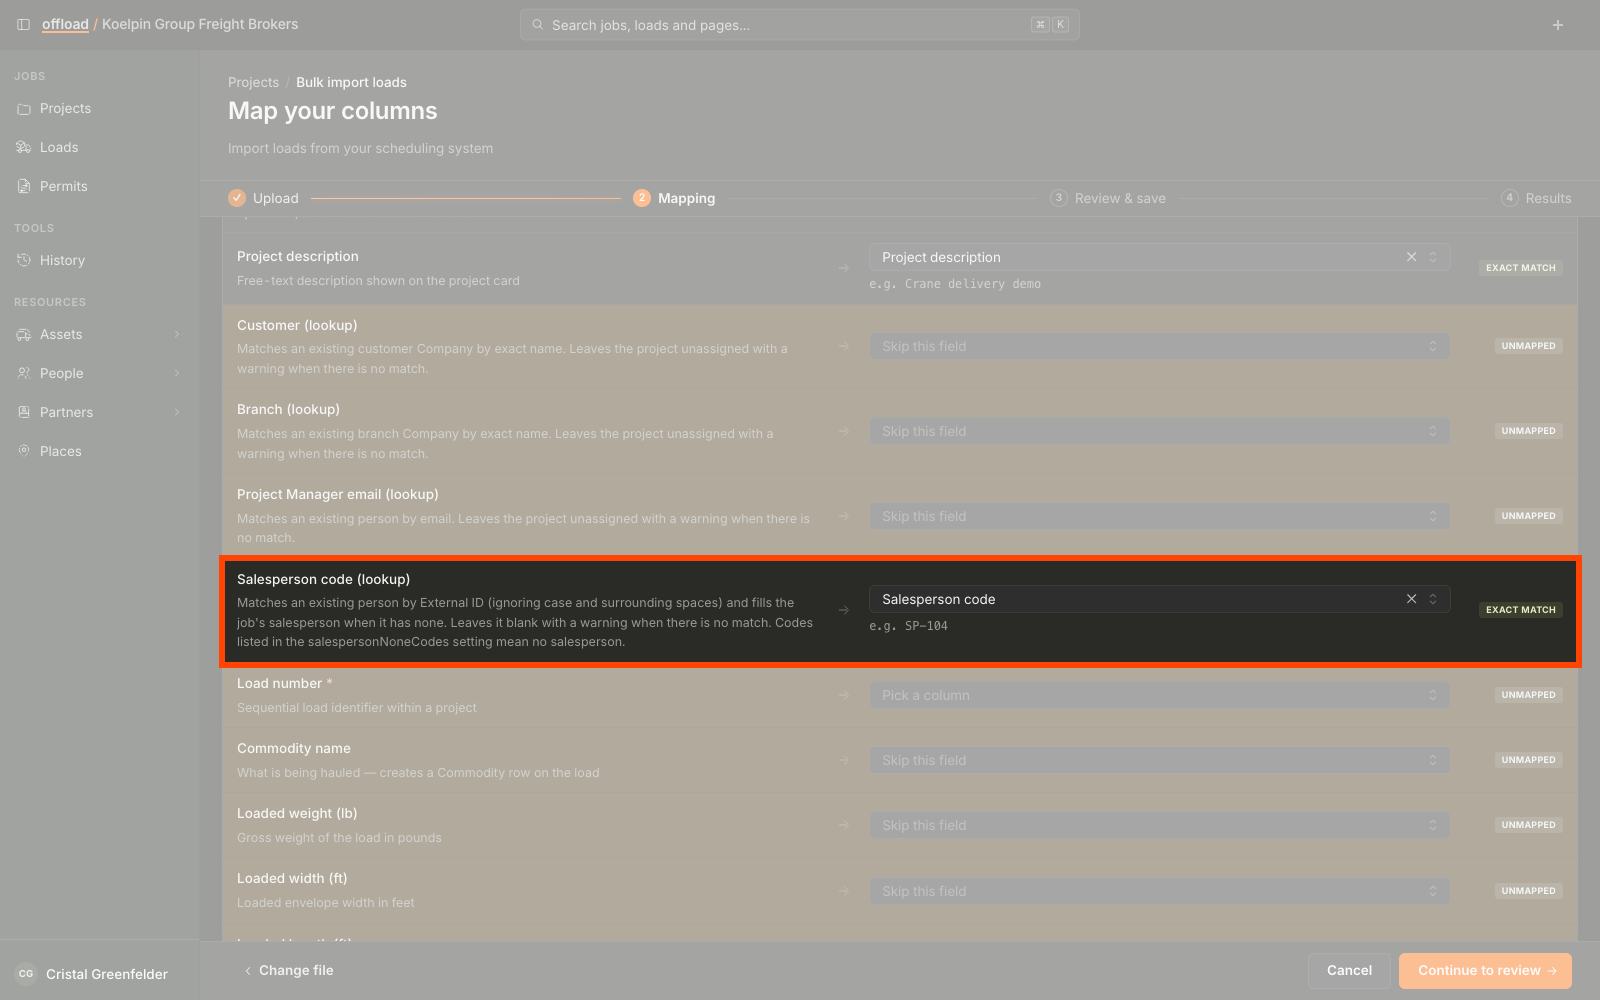 offload / Koelpin Group Freight Brokers
Search jobs, loads and pages...
⌘ K
JOBS
Projects
Loads
Permits
TOOLS
History
RESOURCES
Assets
People
Partners
Places
Projects / Bulk import loads
Map your columns
Import loads from your scheduling system
Upload
2 Mapping
3 Review & save
4 Results
Project description
Free-text description shown on the project card
Project description
e.g. Crane delivery demo
EXACT MATCH
Customer (lookup)
Matches an existing customer Company by exact name. Leaves the project unassigned with a
warning when there is no match.
Skip this field
UNMAPPED
Branch (lookup)
Matches an existing branch Company by exact name. Leaves the project unassigned with a
warning when there is no match.
Skip this field
UNMAPPED
Project Manager email (lookup)
Matches an existing person by email. Leaves the project unassigned with a warning when there is
no match.
Skip this field
UNMAPPED
Salesperson code (lookup)
Matches an existing person by External ID (ignoring case and surrounding spaces) and fills the
job's salesperson when it has none. Leaves it blank with a warning when there is no match. Codes
listed in the salespersonNoneCodes setting mean no salesperson.
Salesperson code
e.g. SP-104
EXACT MATCH
Load number *
Sequential load identifier within a project
Pick a column
UNMAPPED
Commodity name
What is being hauled — creates a Commodity row on the load
Skip this field
UNMAPPED
Loaded weight (lb)
Gross weight of the load in pounds
Skip this field
UNMAPPED
Loaded width (ft)
Loaded envelope width in feet
Skip this field
UNMAPPED
CG Cristal Greenfelder
Change file
Cancel
Continue to review →